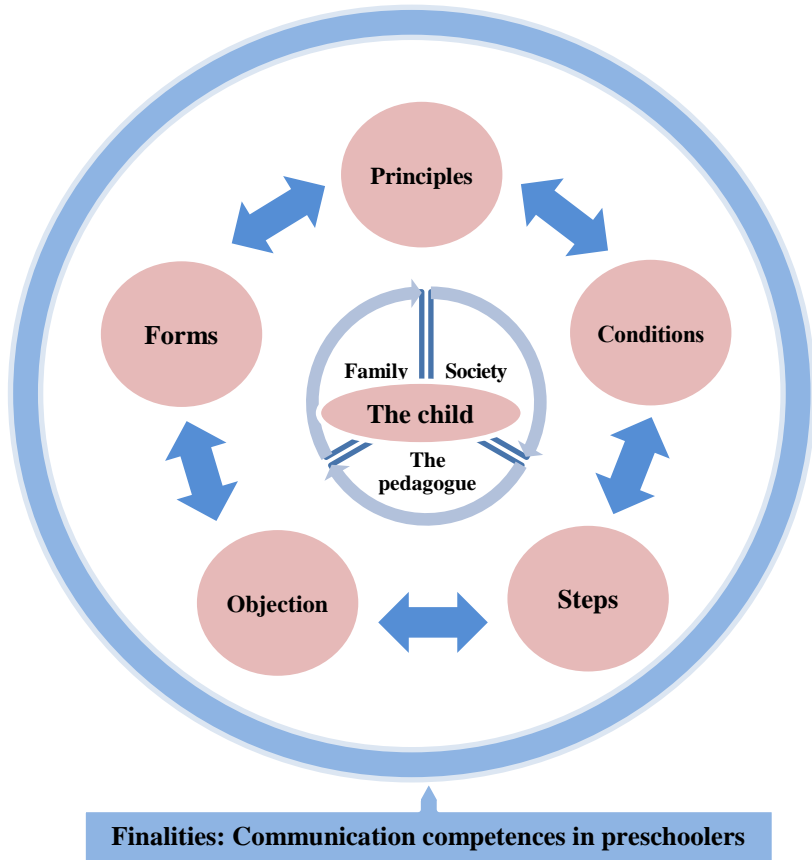 Principles
Forms
Conditions
Family
Society
The child
The
pedagogue
Objection
Steps
Finalities: Communication competences in preschoolers